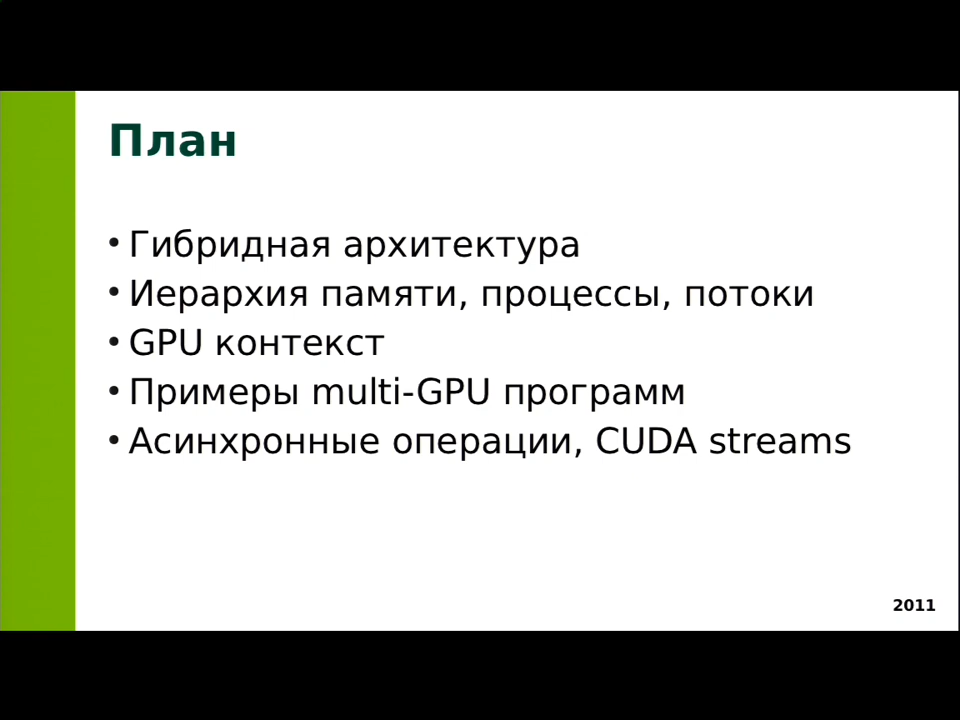 План
• Гибридная архитектура
• Иерархия памяти, процессы, потоки
• GPU контекст
• Примеры multi-GPU программ
• Асинхронные операции, CUDA streams
2011